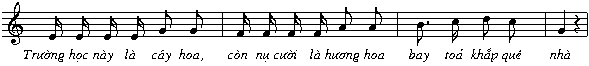 Trường học này là cây hoa, còn nụ cười là hương hoa bay toả khắp quê nhà